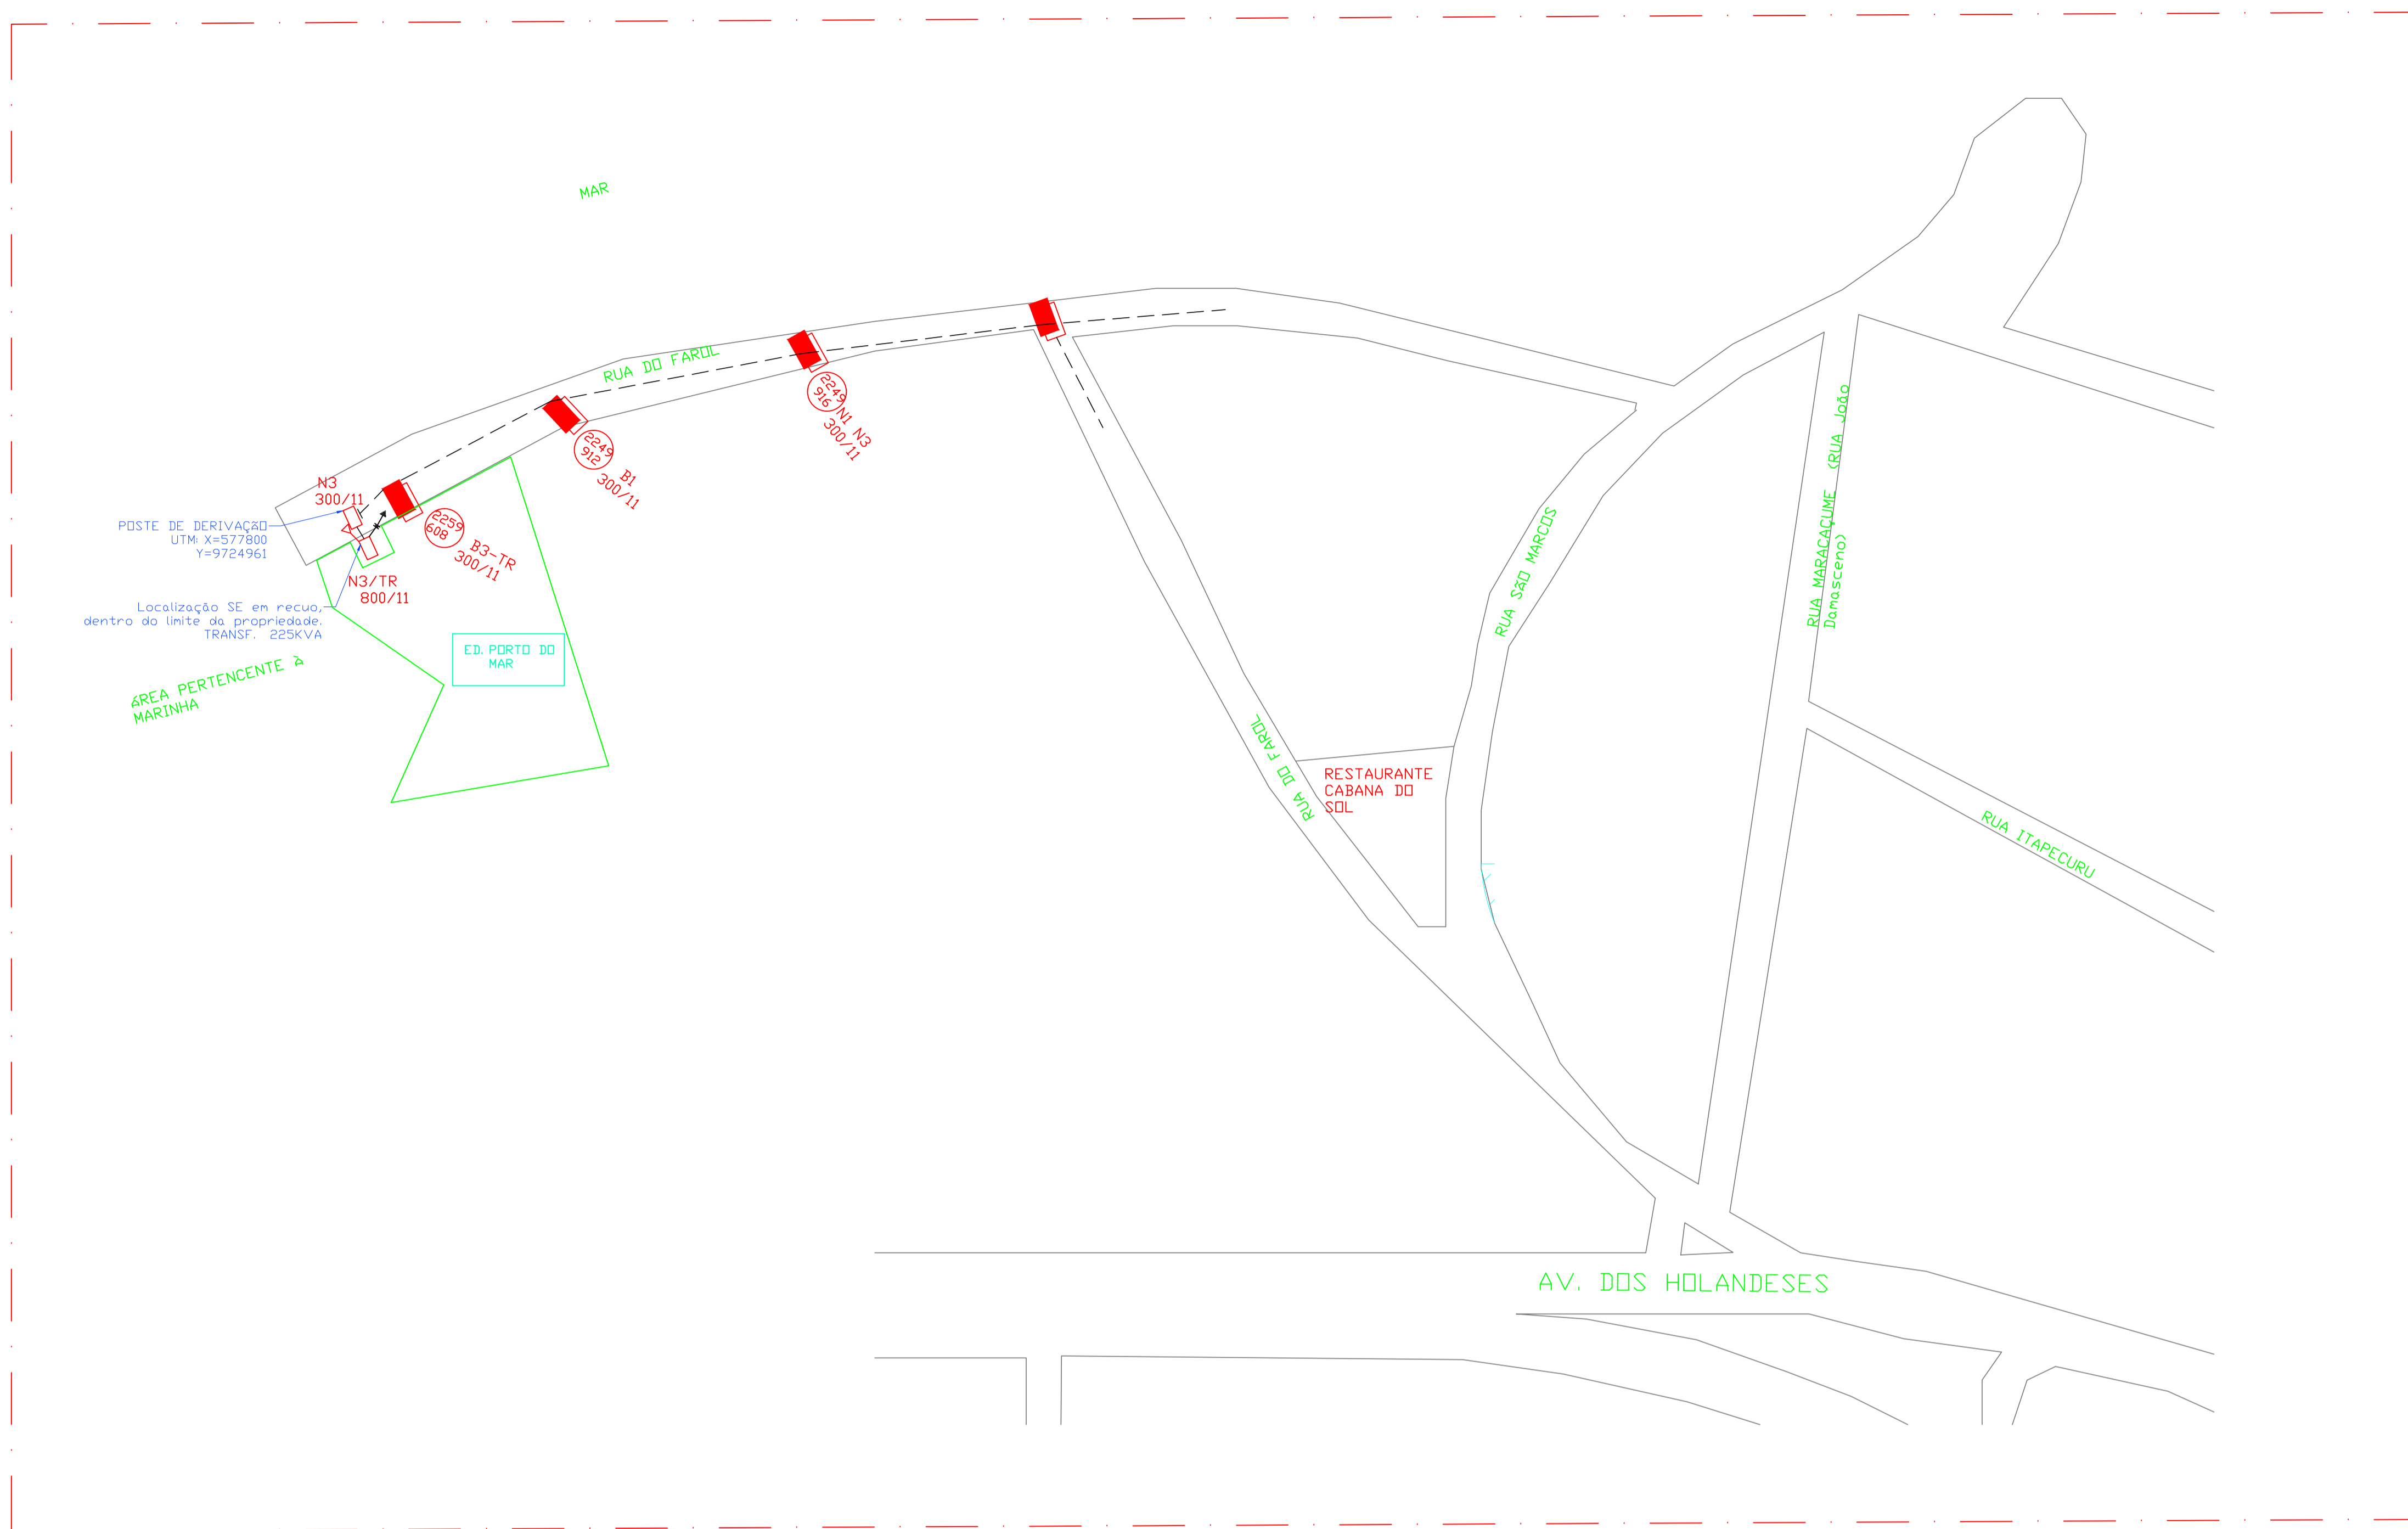 MAR
RUA DO FAROL
2249
916
N1 N3
300/11
2249
912
B1
300/11
N3
300/11
2259
608
B3-TR
300/11
POSTE DE DERIVAÇÃO
UTM: X=577800
Y=9724961
N3/TR
800/11
Localização SE em recuo,
dentro do limite da propriedade.
TRANSF. 225KVA
ED. PORTO DO
MAR
ÁREA PERTENCENTE À
MARINHA
RUA DO FAROL
RESTAURANTE
CABANA DO
SOL
RUA SÃO MARCOS
RUA MARACAÇUME (RUA João
Damasceno)
RUA ITAPECURU
AV. DOS HOLANDESES